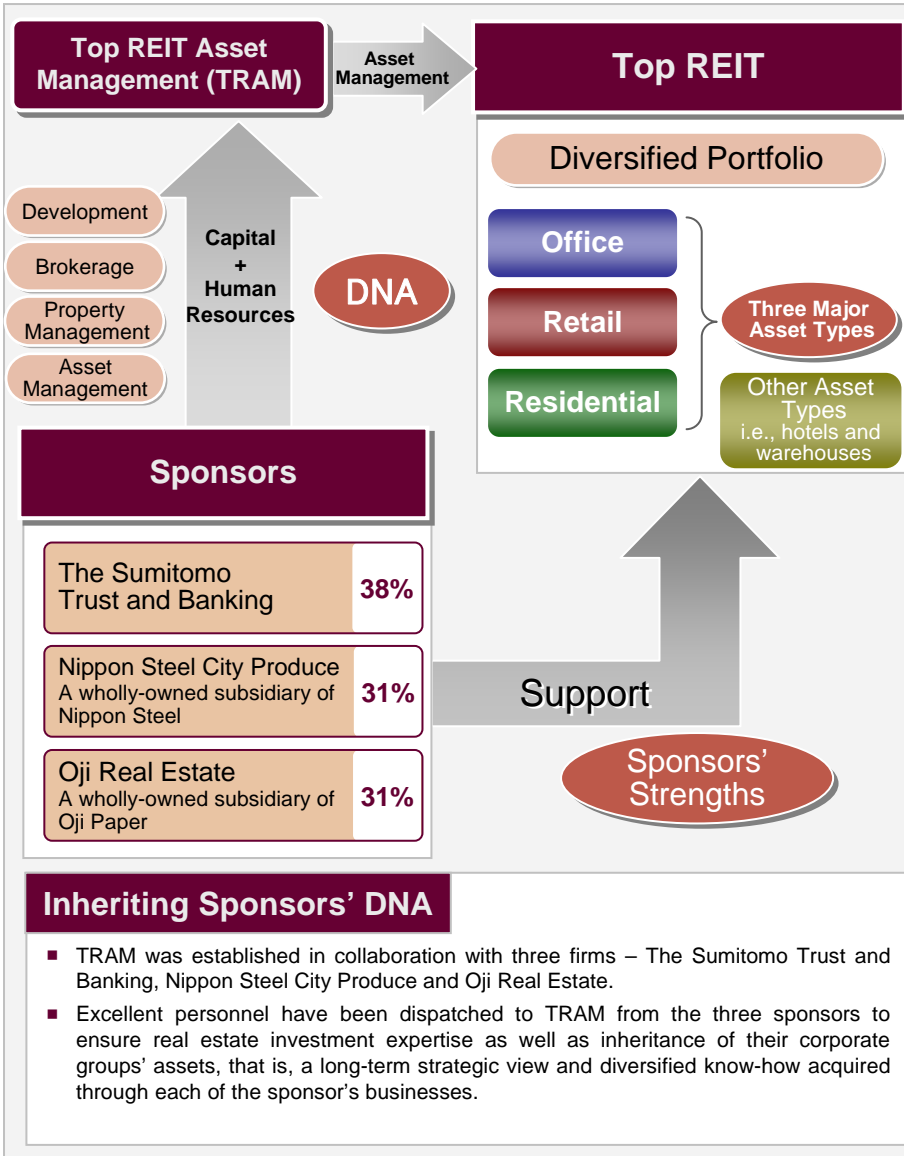 Top REIT Asset
Management (TRAM)
Asset
Management
Top REIT
Diversified Portfolio
Office
Retail
Residential
Three Major
Asset Types
Other Asset
Types
i.e., hotels and
warehouses
Development
Brokerage
Property
Management
Asset
Management
Capital
+
Human
Resources
DNA
Sponsors
The Sumitomo
Trust and Banking
38%
Nippon Steel City Produce
A wholly-owned subsidiary of
Nippon Steel
31%
Oji Real Estate
A wholly-owned subsidiary of
Oji Paper
31%
Support
Sponsors’
Strengths
Inheriting Sponsors’ DNA
■ TRAM was established in collaboration with three firms – The Sumitomo Trust and
Banking, Nippon Steel City Produce and Oji Real Estate.
■ Excellent personnel have been dispatched to TRAM from the three sponsors to
ensure real estate investment expertise as well as inheritance of their corporate
groups’ assets, that is, a long-term strategic view and diversified know-how acquired
through each of the sponsor’s businesses.